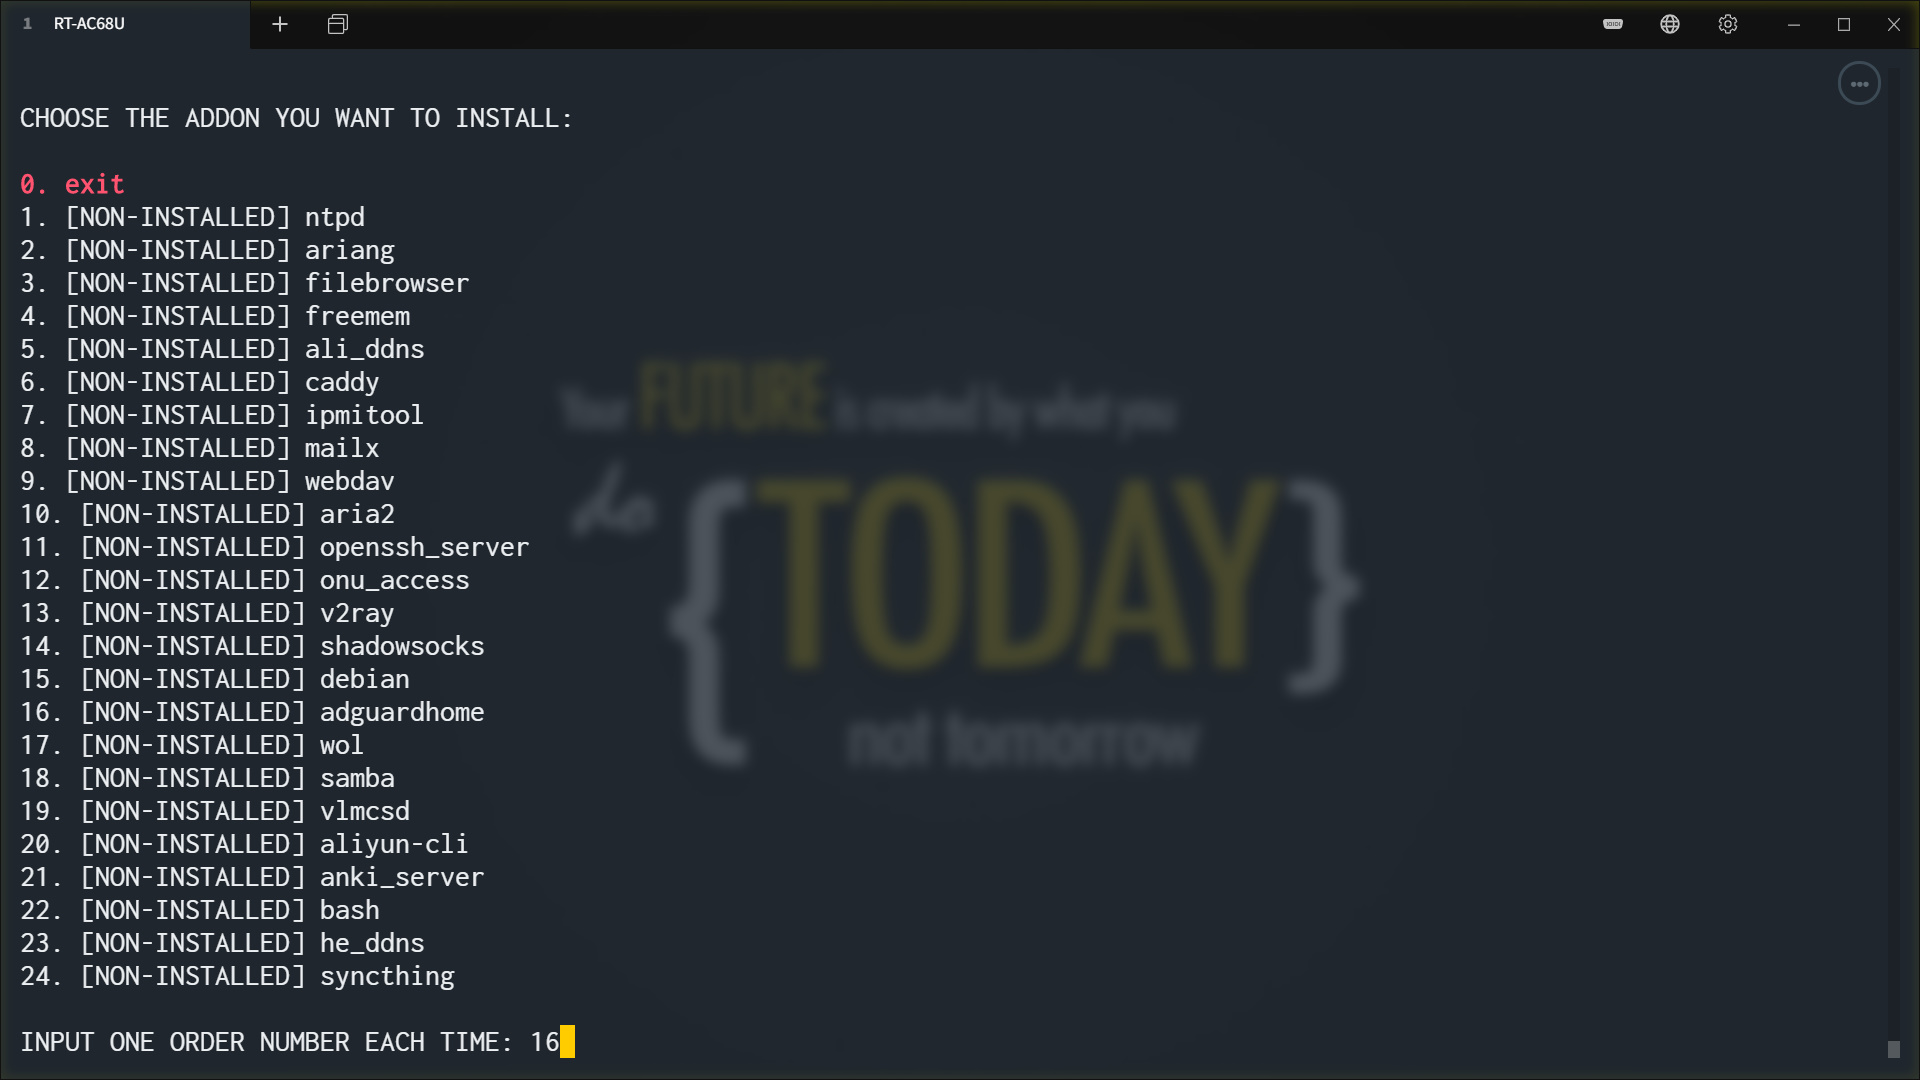 1 RT-AC68U
CHOOSE THE ADDON YOU WANT TO INSTALL:
0. exit
1. [NON-INSTALLED] ntpd
2. [NON-INSTALLED] ariang
3. [NON-INSTALLED] filebrowser
4. [NON-INSTALLED] freemem
5. [NON-INSTALLED] ali_ddns
6. [NON-INSTALLED] caddy
7. [NON-INSTALLED] ipmitool
8. [NON-INSTALLED] mailx
9. [NON-INSTALLED] webdav
10. [NON-INSTALLED] aria2
11. [NON-INSTALLED] openssh_server
12. [NON-INSTALLED] onu_access
13. [NON-INSTALLED] v2ray
14. [NON-INSTALLED] shadowsocks
15. [NON-INSTALLED] debian
16. [NON-INSTALLED] adguardhome
17. [NON-INSTALLED] wol
18. [NON-INSTALLED] samba
19. [NON-INSTALLED] vlmcsd
20. [NON-INSTALLED] aliyun-cli
21. [NON-INSTALLED] anki_server
22. [NON-INSTALLED] bash
23. [NON-INSTALLED] he_ddns
24. [NON-INSTALLED] syncthing
INPUT ONE ORDER NUMBER EACH TIME: 16
Your FUTURE is created by what you
do {TODAY}
not tomorrow